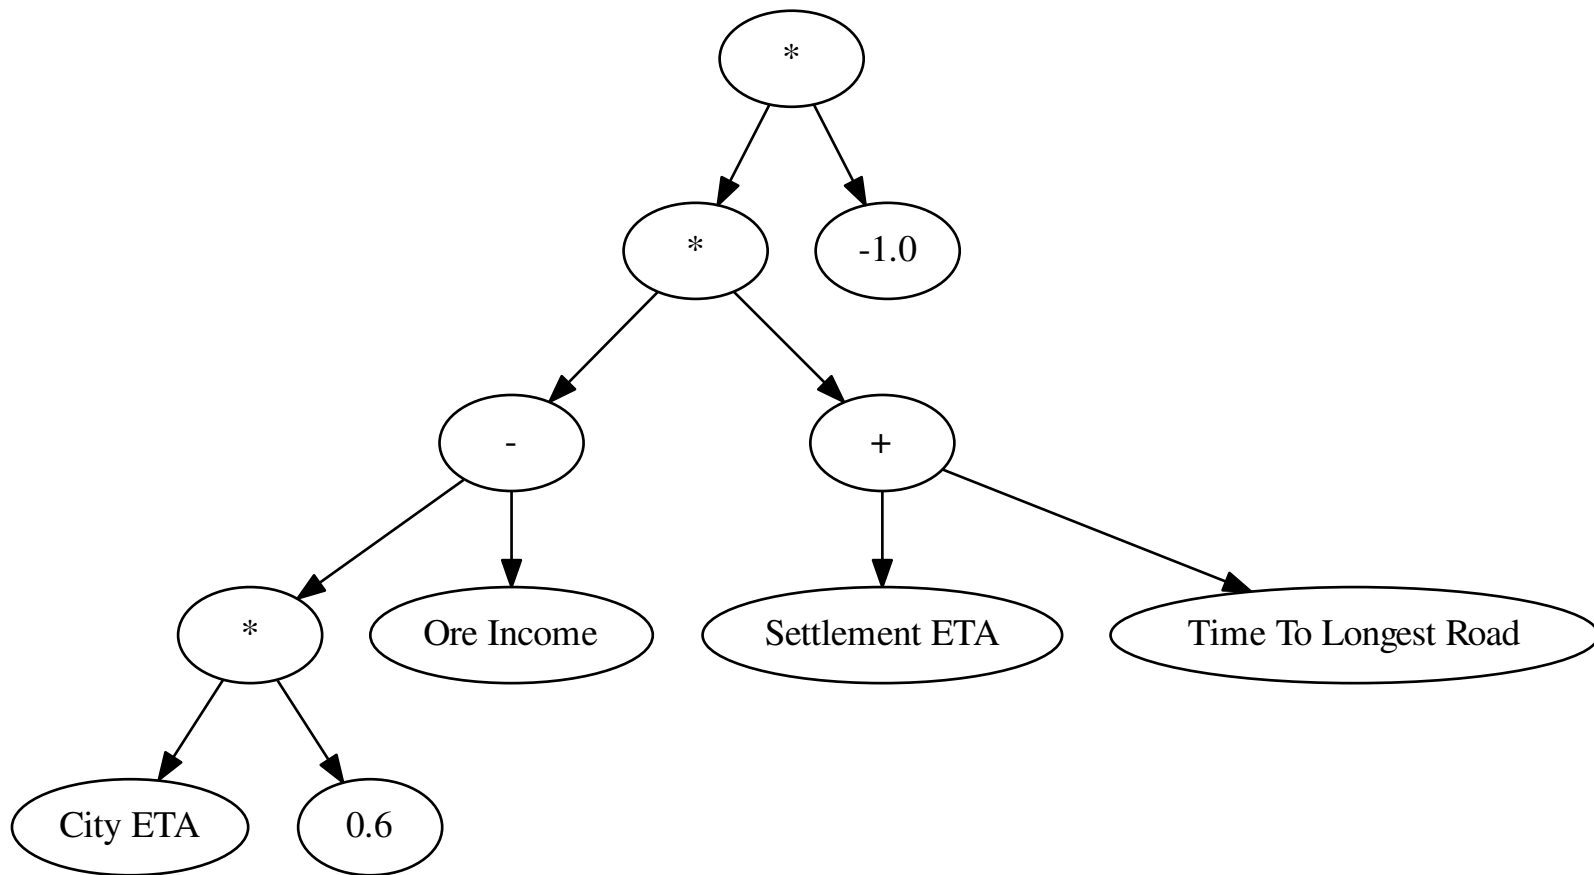 *
*
-1.0
-
+
*
Ore Income
Settlement ETA
Time To Longest Road
City ETA
0.6